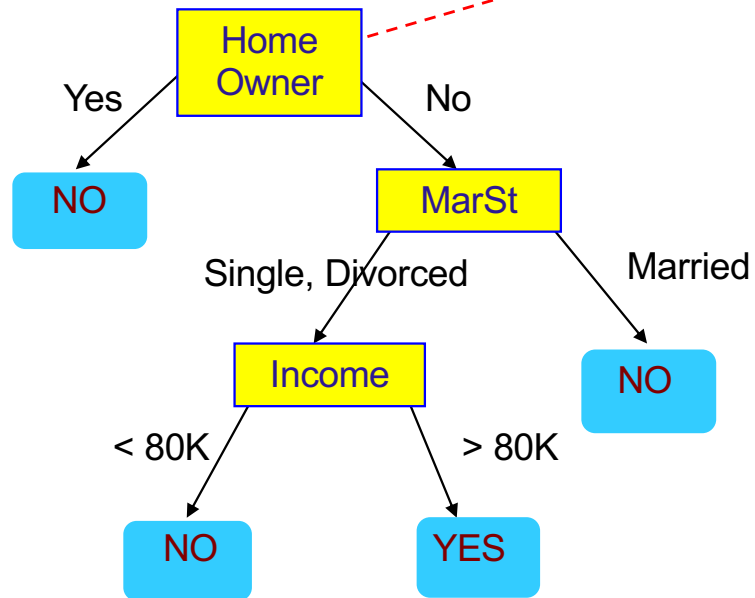 Home
Owner
Yes
No
NO
MarSt
Single, Divorced
Married
Income
NO
< 80K
> 80K
NO
YES